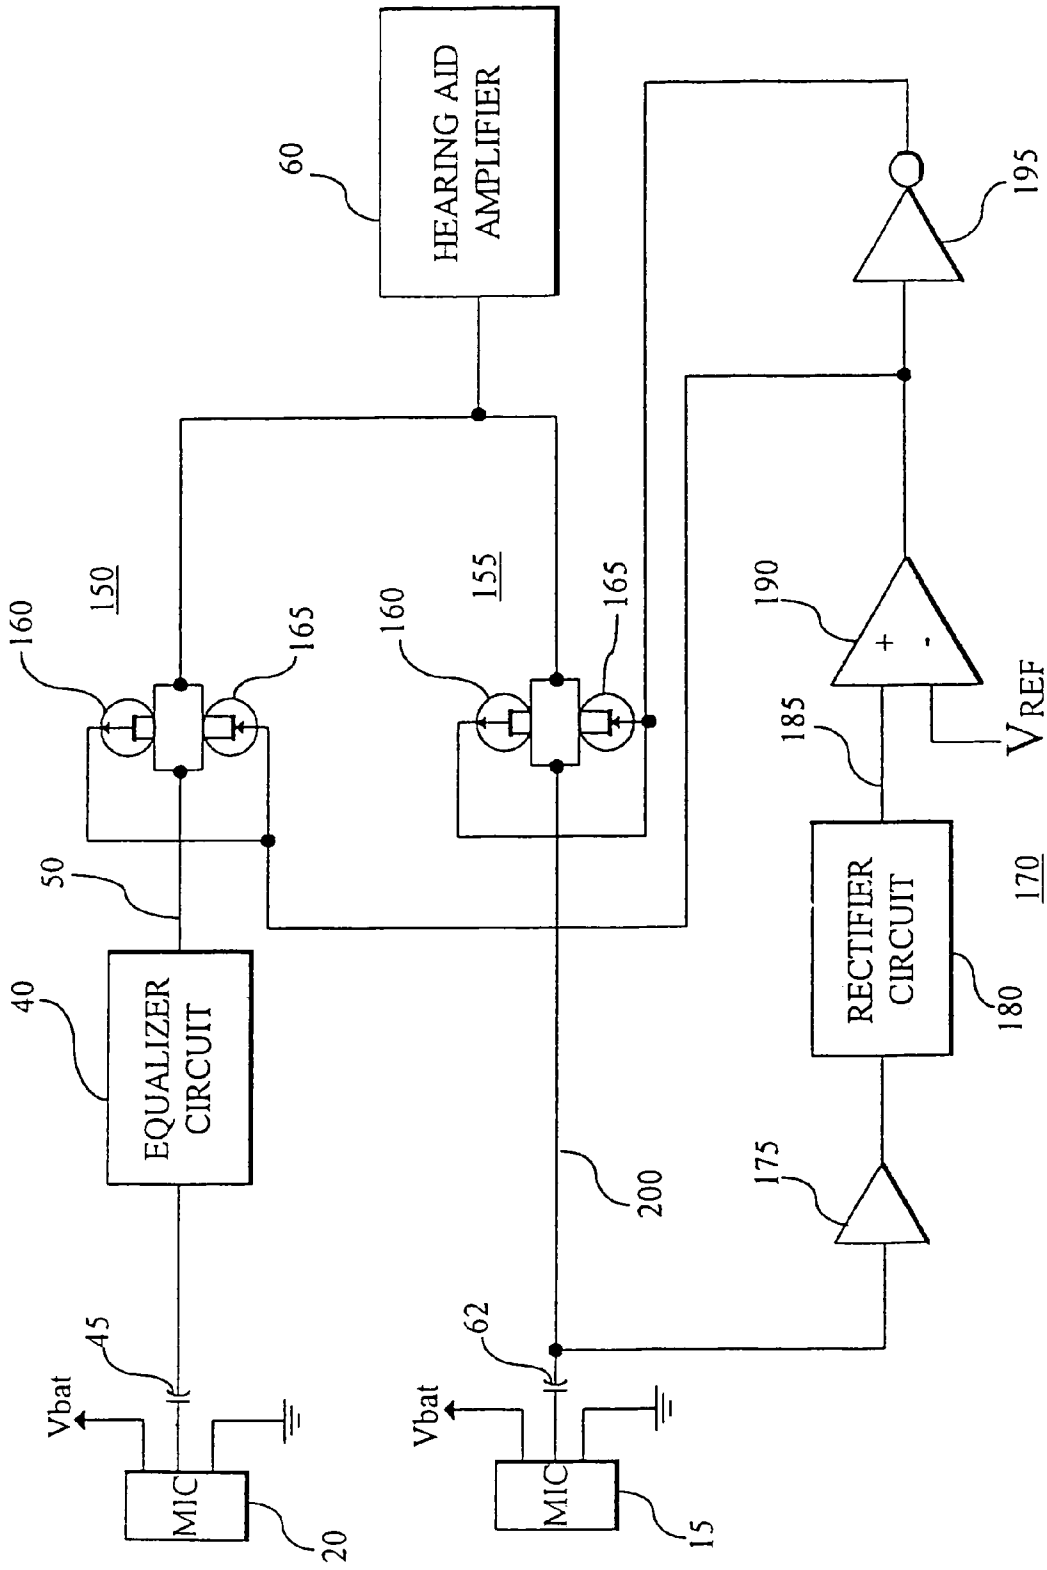 20
MIC
Vbat
45
40
EQUALIZER
CIRCUIT
50
160
165
150
60
HEARING AID
AMPLIFIER
15
MIC
Vbat
62
200
160
155
165
175
RECTIFIER
CIRCUIT
180
185
190
+
-
VREF
195
170